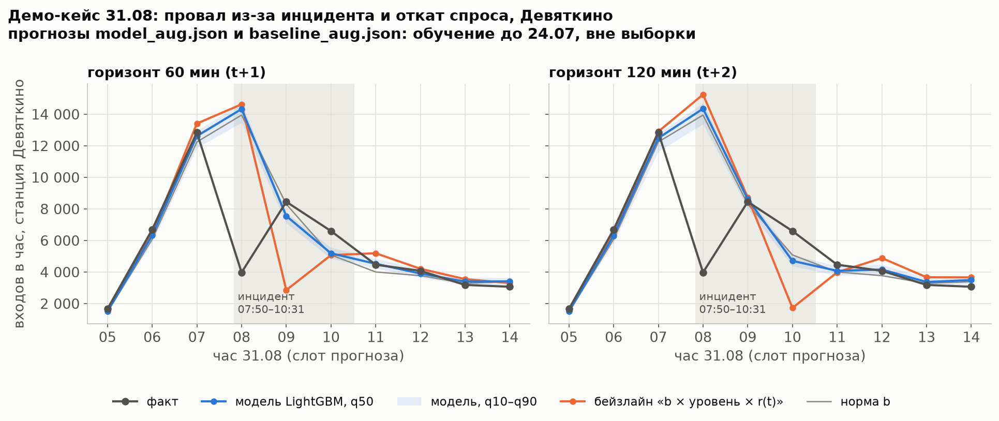 Демо-кейс 31.08: провал из-за инцидента и откат спроса, Девяткино
прогнозы model_aug.json и baseline_aug.json: обучение до 24.07, вне выборки
горизонт 60 мин (t+1)
входов в час, станция Девяткино
14 000
12 000
10 000
8 000
6 000
4 000
2 000
инцидент
07:50–10:31
05 06 07 08 09 10 11 12 13 14
час 31.08 (слот прогноза)
горизонт 120 мин (t+2)
инцидент
07:50–10:31
05 06 07 08 09 10 11 12 13 14
час 31.08 (слот прогноза)
факт
модель LightGBM, q50
модель, q10–q90
бейзлайн «b × уровень × r(t)»
норма b